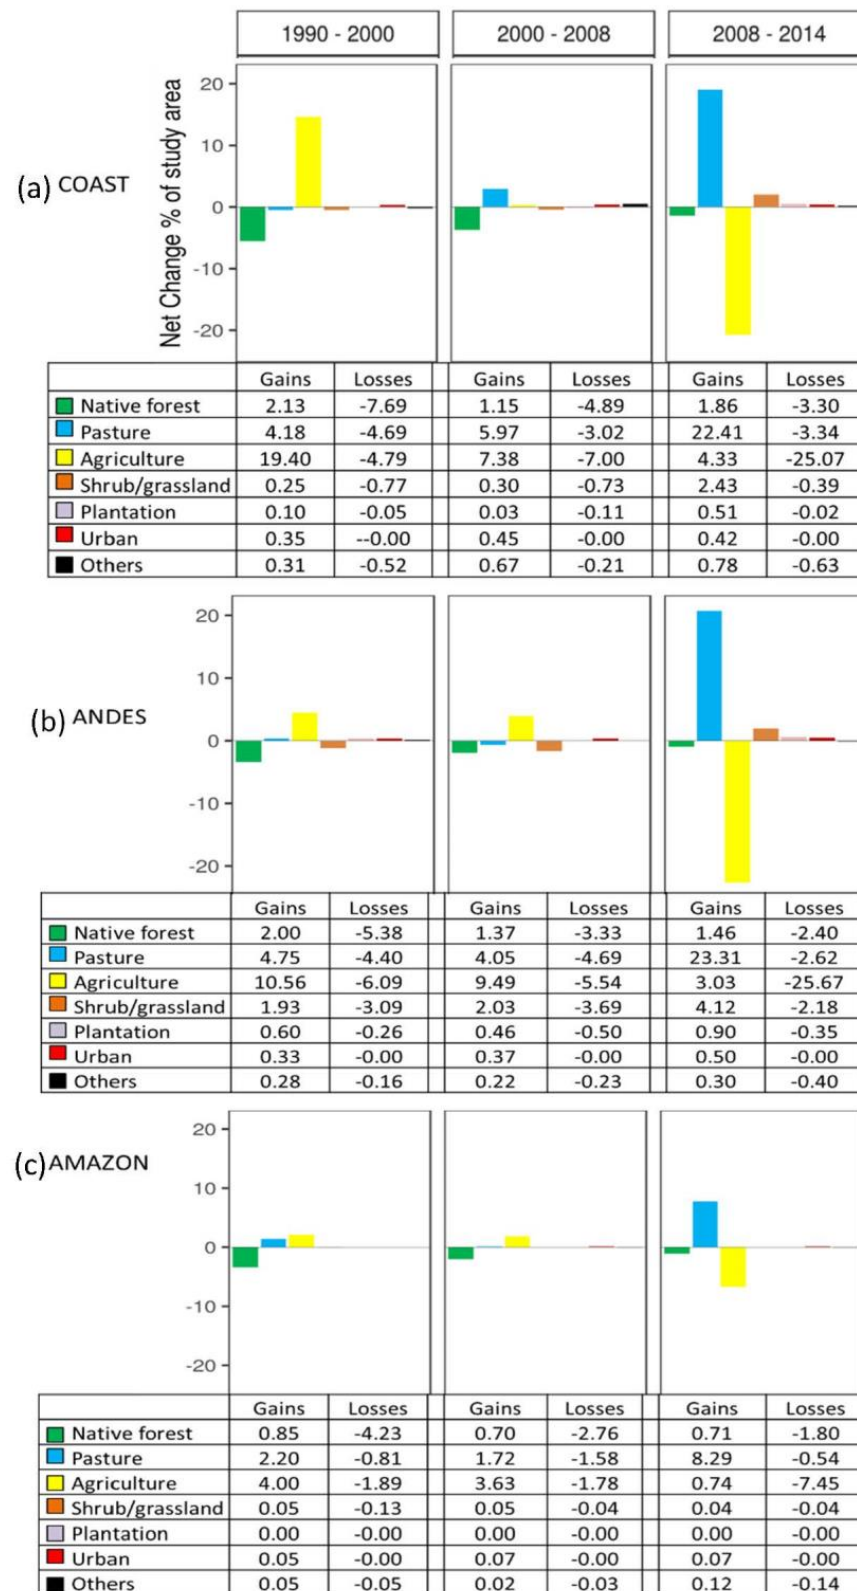 1990 - 2000 2000 - 2008 2008 - 2014
(a) COAST
Net Change % of study area
20
10
0
-10
-20
Gains Losses Gains Losses Gains Losses
Native forest 2.13 -7.69 1.15 -4.89 1.86 -3.30
Pasture 4.18 -4.69 5.97 -3.02 22.41 -3.34
Agriculture 19.40 -4.79 7.38 -7.00 4.33 -25.07
Shrub/grassland 0.25 -0.77 0.30 -0.73 2.43 -0.39
Plantation 0.10 -0.05 0.03 -0.11 0.51 -0.02
Urban 0.35 --0.00 0.45 -0.00 0.42 -0.00
Others 0.31 -0.52 0.67 -0.21 0.78 -0.63
(b) ANDES
20
10
0
-10
-20
Gains Losses Gains Losses Gains Losses
Native forest 2.00 -5.38 1.37 -3.33 1.46 -2.40
Pasture 4.75 -4.40 4.05 -4.69 23.31 -2.62
Agriculture 10.56 -6.09 9.49 -5.54 3.03 -25.67
Shrub/grassland 1.93 -3.09 2.03 -3.69 4.12 -2.18
Plantation 0.60 -0.26 0.46 -0.50 0.90 -0.35
Urban 0.33 -0.00 0.37 -0.00 0.50 -0.00
Others 0.28 -0.16 0.22 -0.23 0.30 -0.40
(c) AMAZON
20
10
0
-10
-20
Gains Losses Gains Losses Gains Losses
Native forest 0.85 -4.23 0.70 -2.76 0.71 -1.80
Pasture 2.20 -0.81 1.72 -1.58 8.29 -0.54
Agriculture 4.00 -1.89 3.63 -1.78 0.74 -7.45
Shrub/grassland 0.05 -0.13 0.05 -0.04 0.04 -0.04
Plantation 0.00 -0.00 0.00 -0.00 0.00 -0.00
Urban 0.05 -0.00 0.07 -0.00 0.07 -0.00
Others 0.05 -0.05 0.02 -0.03 0.12 -0.14